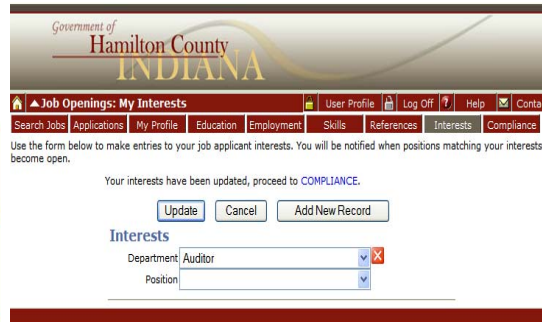 Government of
Hamilton County
INDIANA
Job Openings: My Interests User Profile Log Off Help Conta
Search Jobs Applications My Profile Education Employment Skills References Interests Compliance
Use the form below to make entries to your job applicant interests. You will be notified when positions matching your interests
become open.
Your interests have been updated, proceed to COMPLIANCE.
Update Cancel Add New Record
Interests
Department Auditor
Position